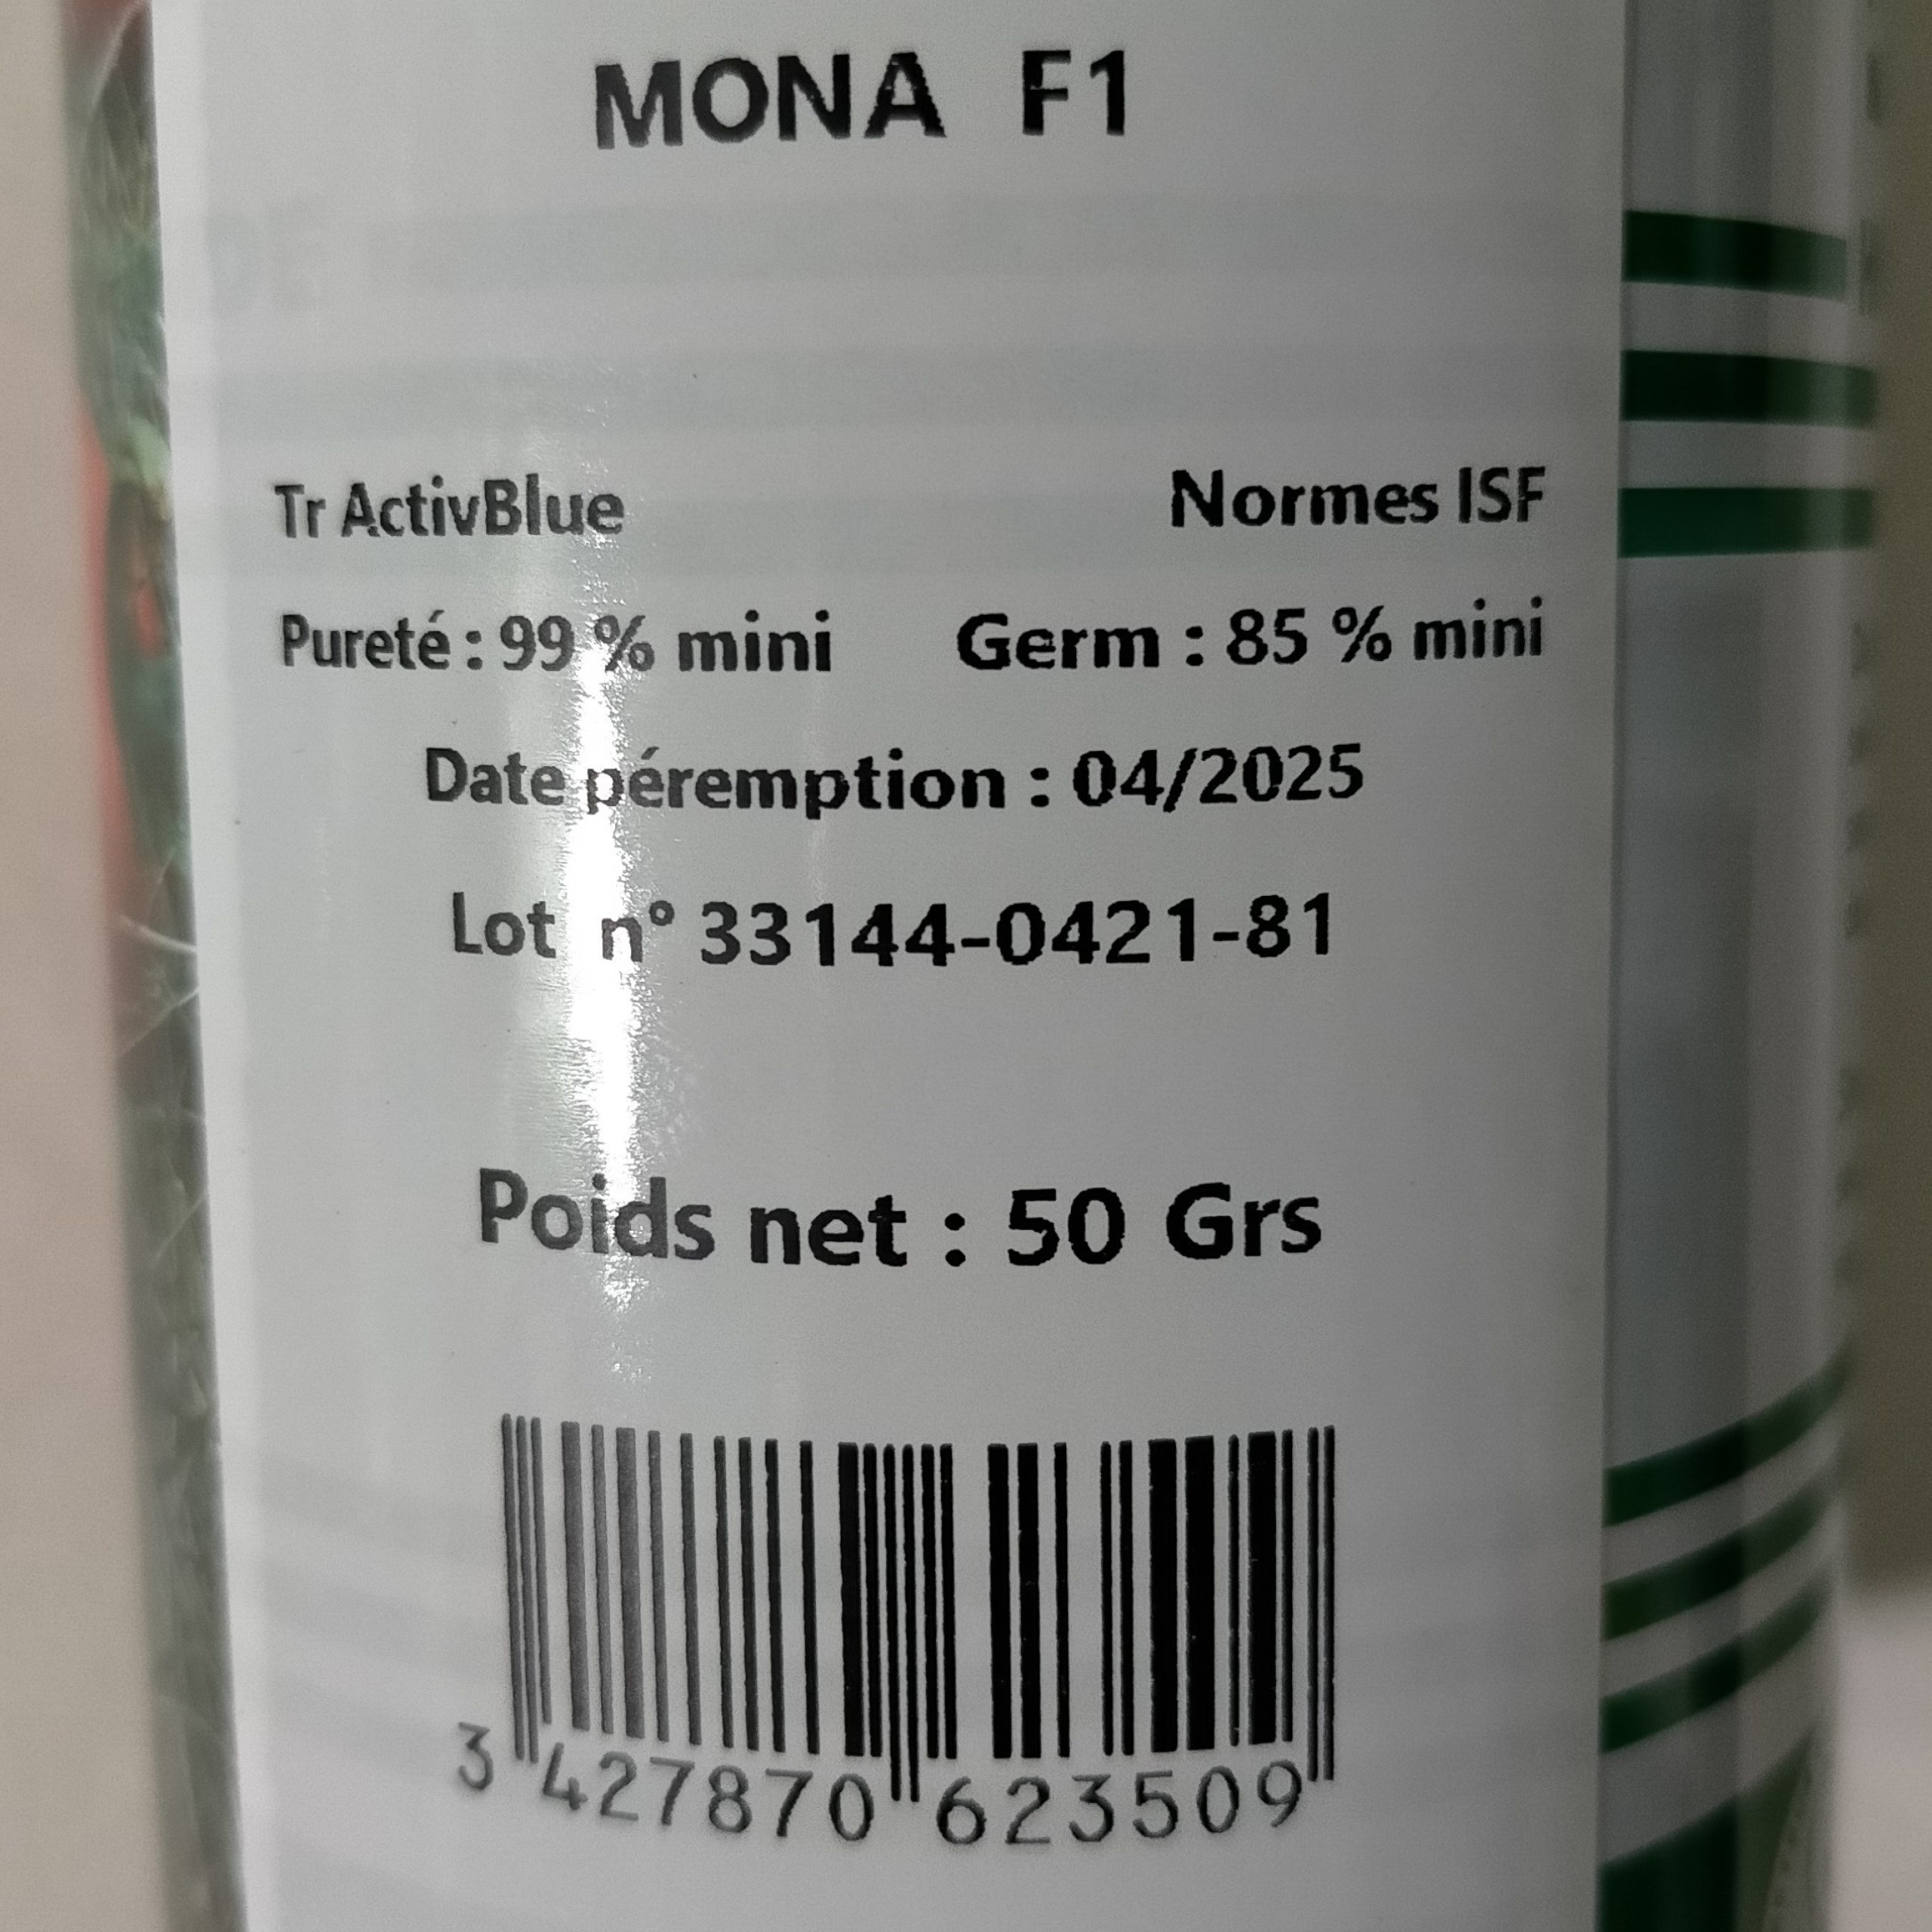 MONA F1
Tr ActivBlue Normes ISF
Pureté : 99 % mini Germ : 85 % mini
Date péremption : 04/2025
Lot n° 33144-0421-81
Poids net : 50 Grs
3 427870 623509